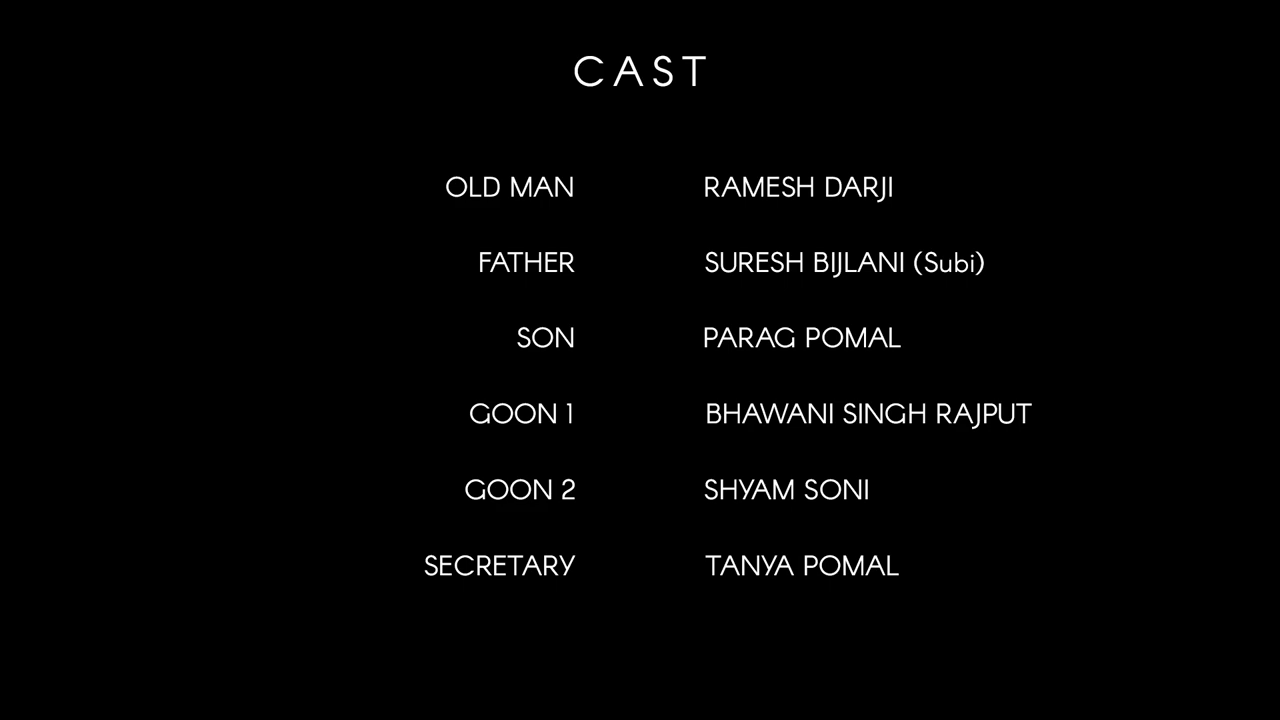 CAST
OLD MAN RAMESH DARJI
FATHER SURESH BIJLANI (Subi)
SON PARAG POMAL
GOON 1 BHAWANI SINGH RAJPUT
GOON 2 SHYAM SONI
SECRETARY TANYA POMAL